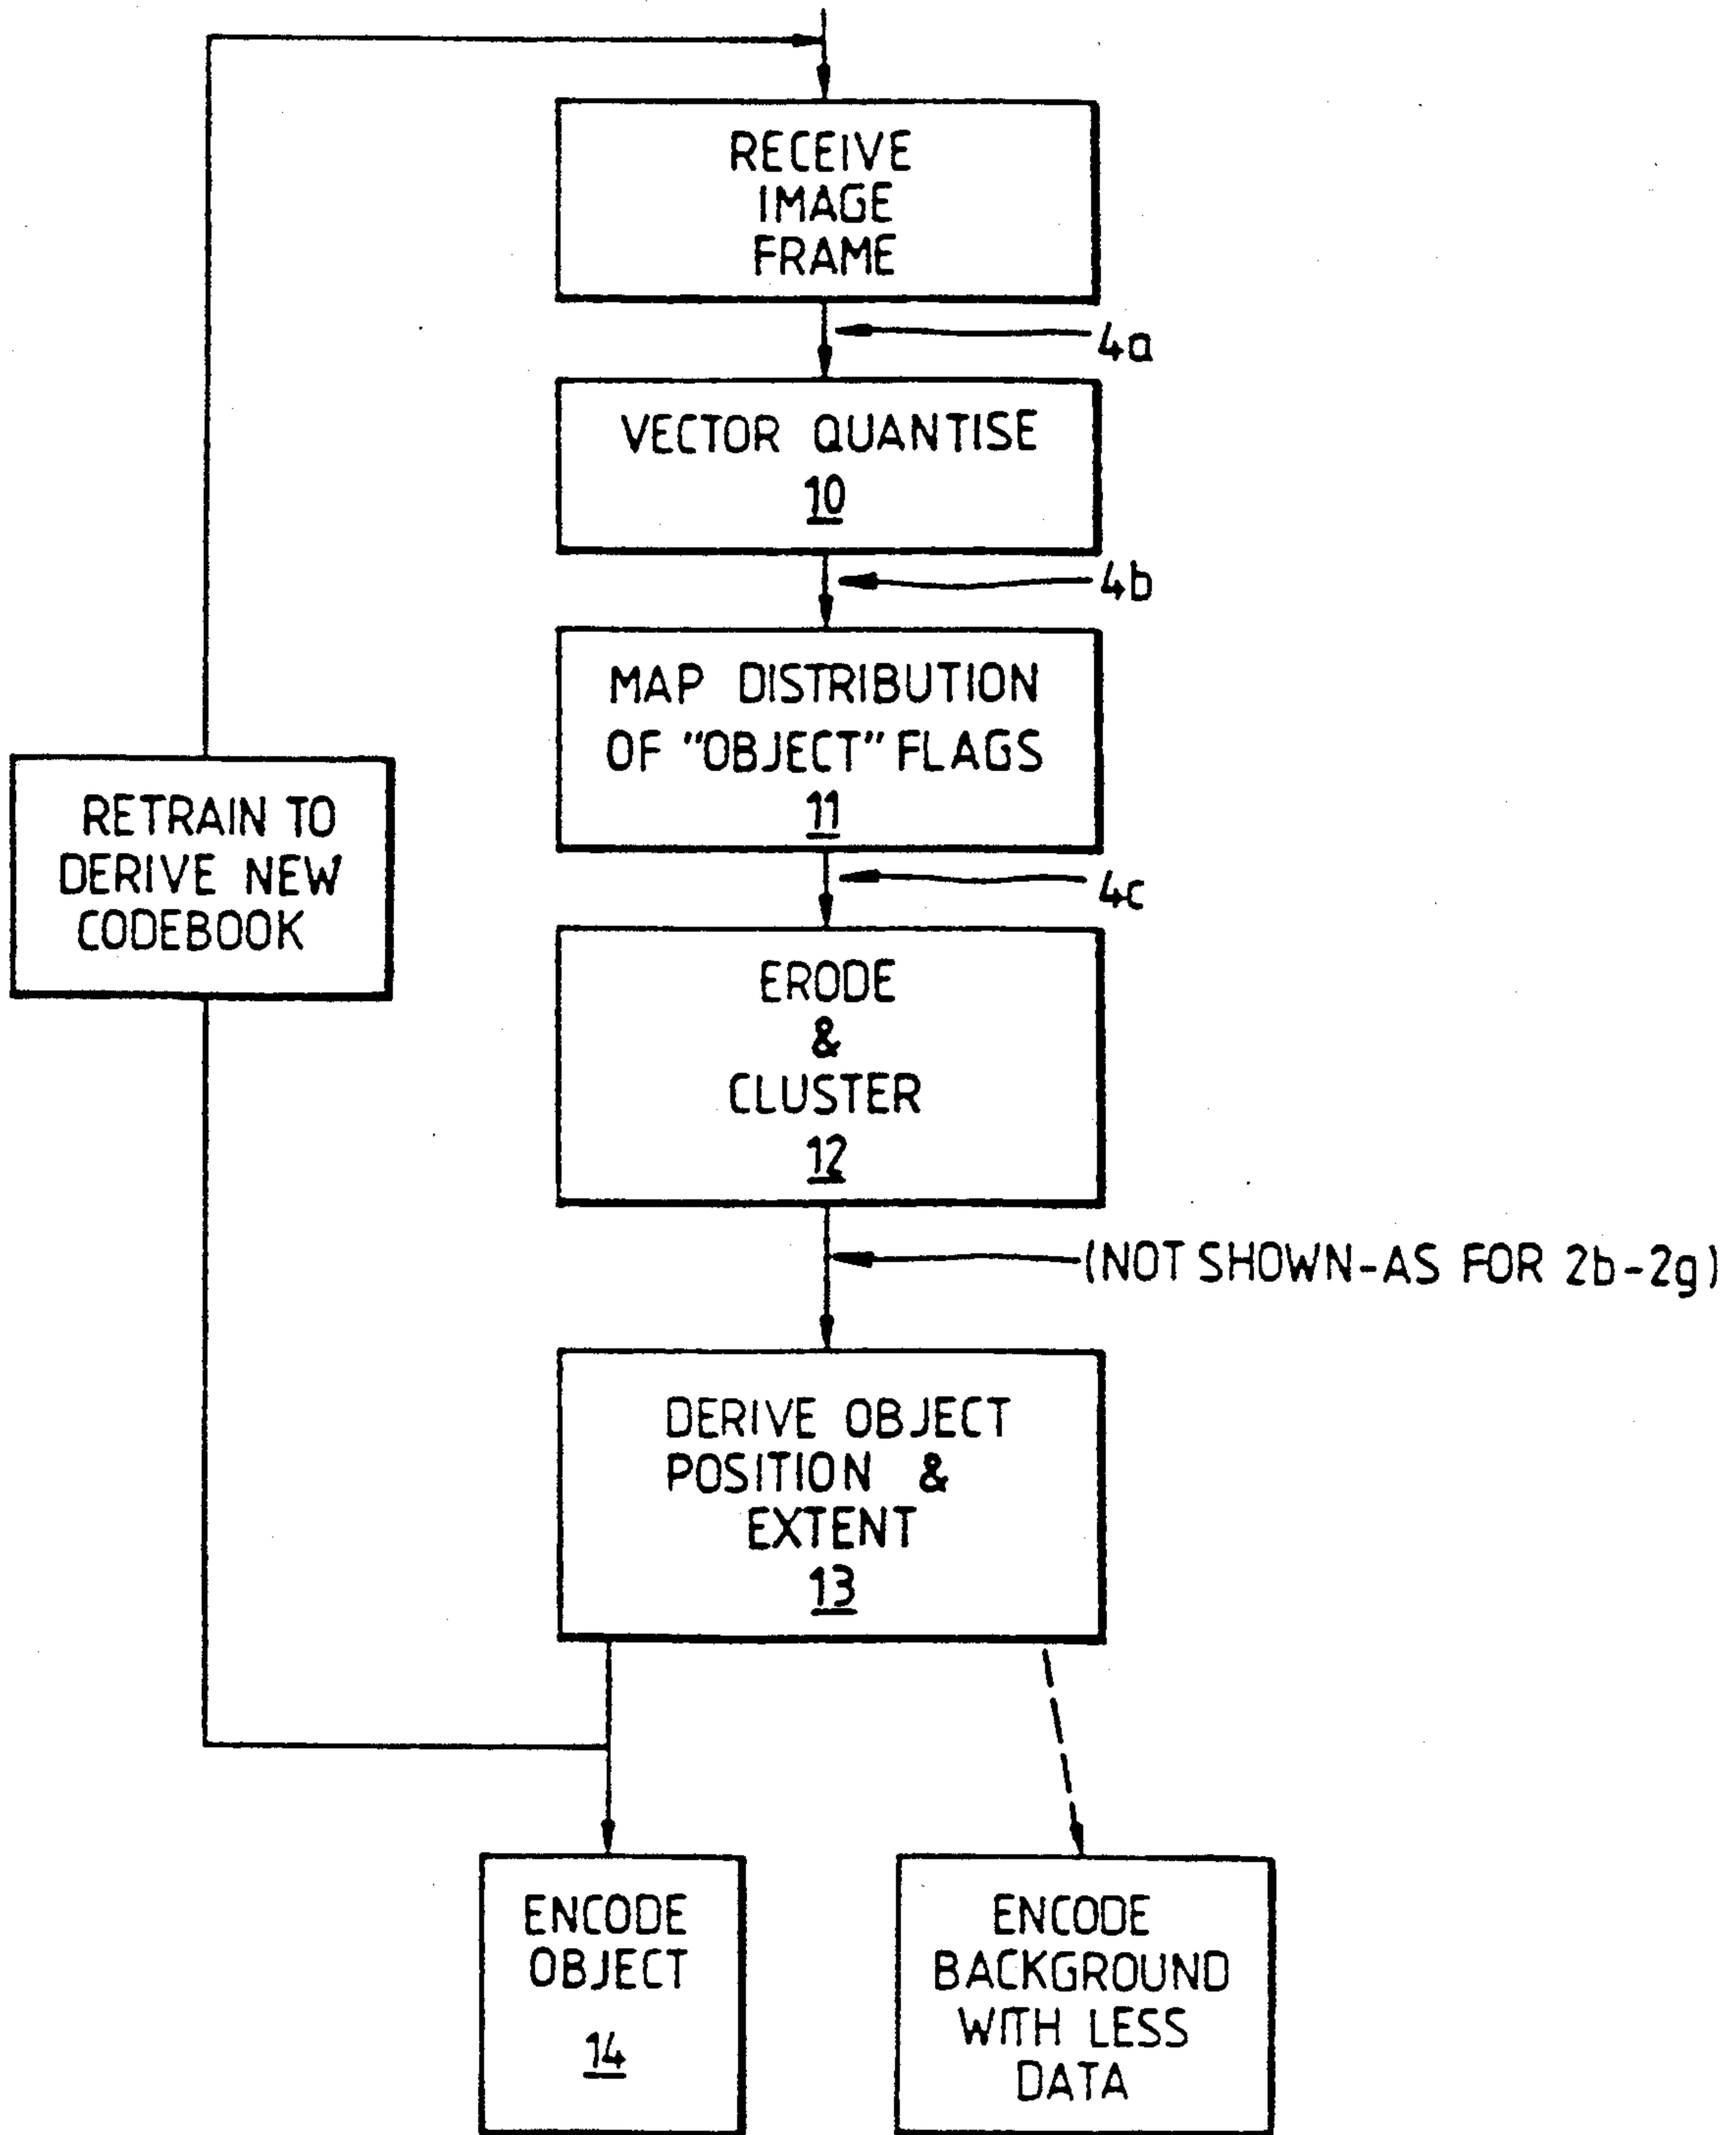 RECEIVE
IMAGE
FRAME
4a
VECTOR QUANTISE
10
4b
MAP DISTRIBUTION
OF "OBJECT" FLAGS
11
4c
RETRAIN TO
DERIVE NEW
CODEBOOK
ERODE
&
CLUSTER
12
(NOT SHOWN-AS FOR 2b-2g)
DERIVE OBJECT
POSITION &
EXTENT
13
ENCODE
OBJECT
14
ENCODE
BACKGROUND
WITH LESS
DATA